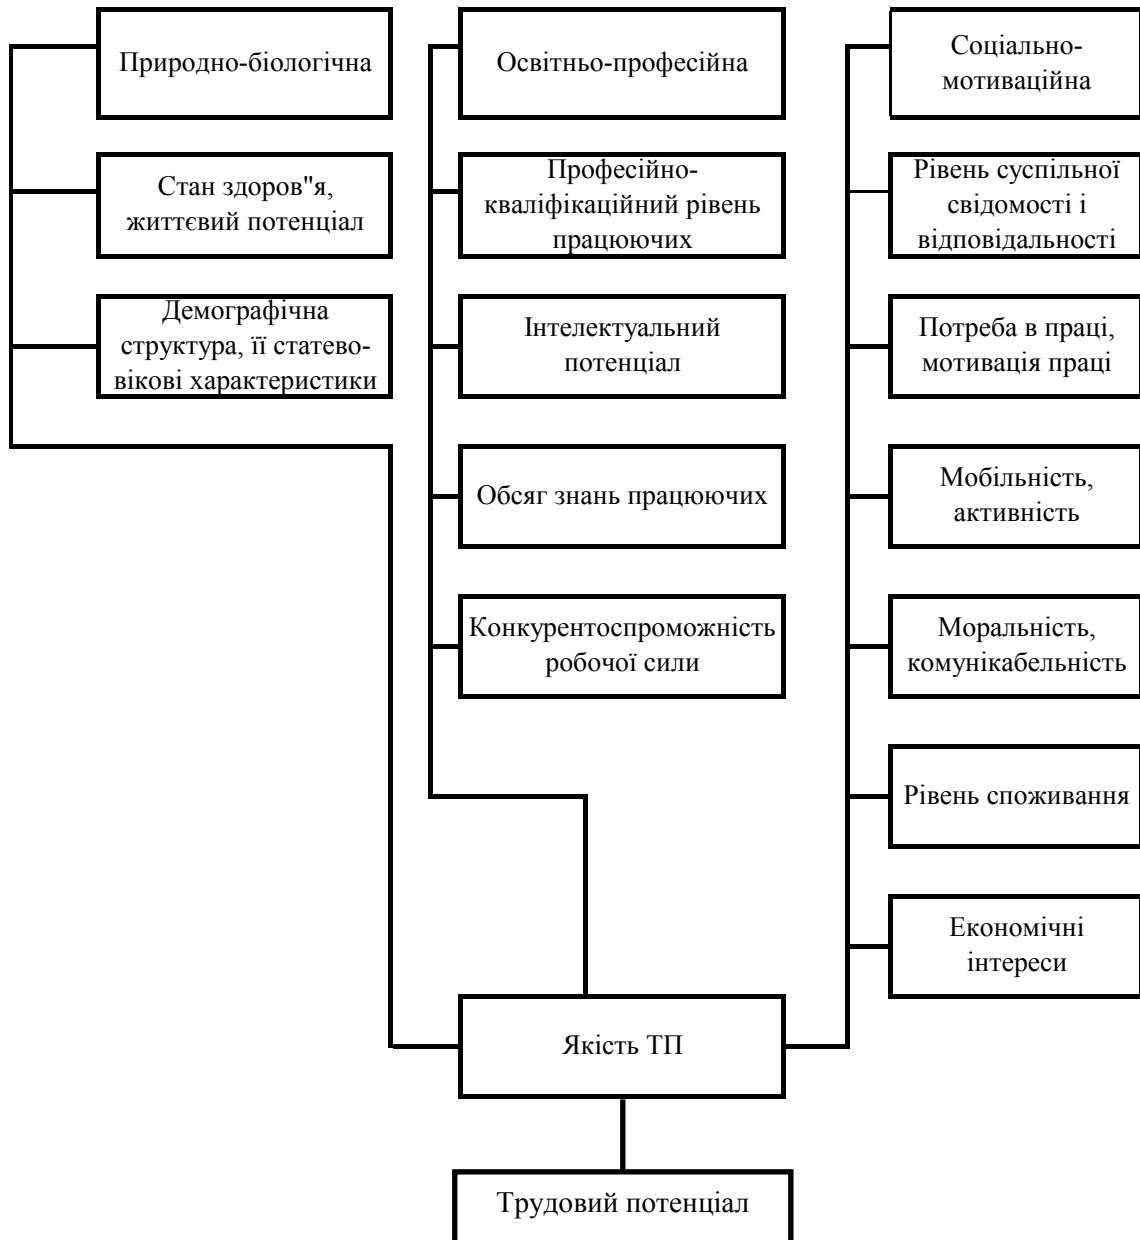 Природно-біологічна
Стан здоров"я,
життєвий потенціал
Демографічна
структура, її статево-
вікові характеристики
Освітньо-професійна
Професійно-
кваліфікаційний рівень
працюючих
Інтелектуальний
потенціал
Обсяг знань працюючих
Конкурентоспроможність
робочої сили
Соціально-
мотиваційна
Рівень суспільної
свідомості і
відповідальності
Потреба в праці,
мотивація праці
Мобільність,
активність
Моральність,
комунікабельність
Рівень споживання
Економічні
інтереси
Якість ТП
Трудовий потенціал